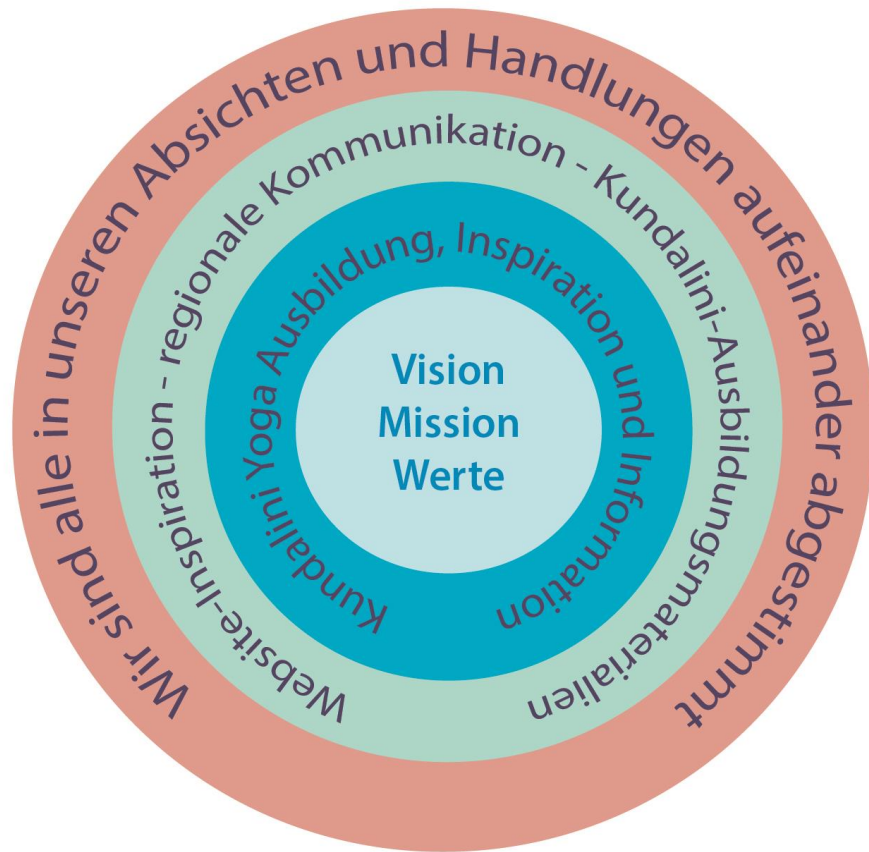 Wir sind alle in unseren Absichten und Handlungen aufeinander abgestimmt
Website-Inspiration - regionale Kommunikation - Kundalini-Ausbildungsmaterialien
Kundalini Yoga Ausbildung, Inspiration und Information
Vision
Mission
Werte